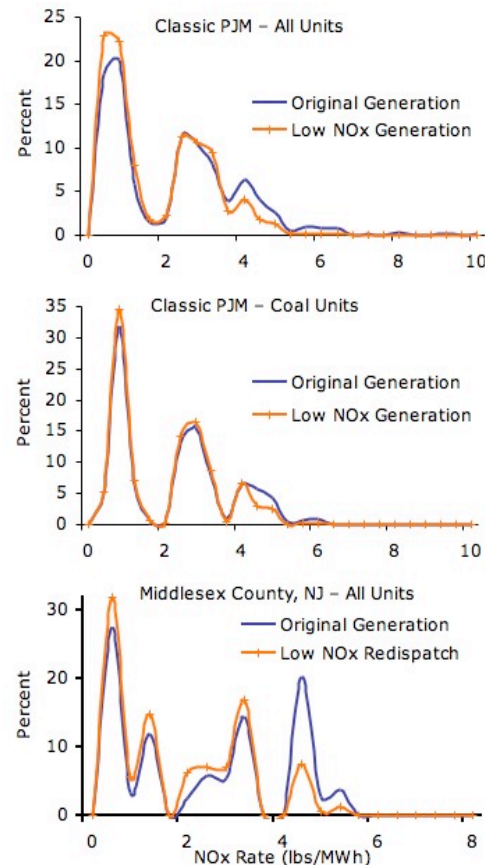 Classic PJM – All Units
25
20
15
10
5
0
Percent
Original Generation
Low NOx Generation
0 2 4 6 8 10
Classic PJM – Coal Units
35
30
25
20
15
10
5
0
Percent
Original Generation
Low NOx Generation
0 2 4 6 8 10
Middlesex County, NJ – All Units
30
20
10
0
Percent
Original Generation
Low NOx Redispatch
0 2 4 6 8
NOx Rate (lbs/MWh)